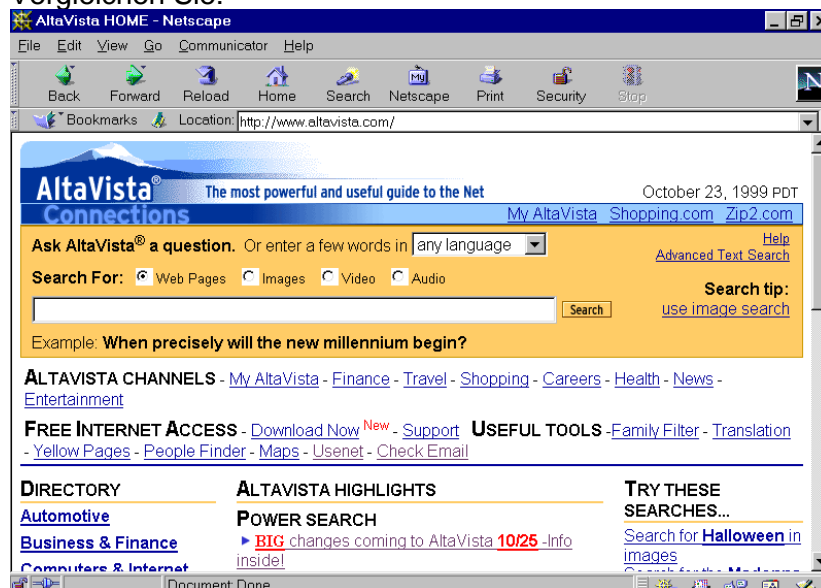 Vergleichen Sie:
AltaVista HOME - Netscape
File Edit View Go Communicator Help
Back Forward Reload Home Search Netscape Print Security Stop
Bookmarks Location: http://www.altavista.com/
AltaVista® The most powerful and useful guide to the Net October 23, 1999 PDT
Connections My AltaVista Shopping.com Zip2.com
Ask AltaVista® a question. Or enter a few words in any language Help
Advanced Text Search
Search For: Web Pages Images Video Audio
Search tip:
Search use image search
Example: When precisely will the new millennium begin?
ALTAVISTA CHANNELS - My AltaVista - Finance - Travel - Shopping - Careers - Health - News -
Entertainment
FREE INTERNET ACCESS - Download Now New - Support USEFUL TOOLS -Family Filter - Translation
- Yellow Pages - People Finder - Maps - Usenet - Check Email
DIRECTORY ALTAVISTA HIGHLIGHTS TRY THESE
SEARCHES...
Automotive POWER SEARCH
Business & Finance BIG changes coming to AltaVista 10/25 -Info
inside!
Search for Halloween in
images
Computers & Internet
Document: Done